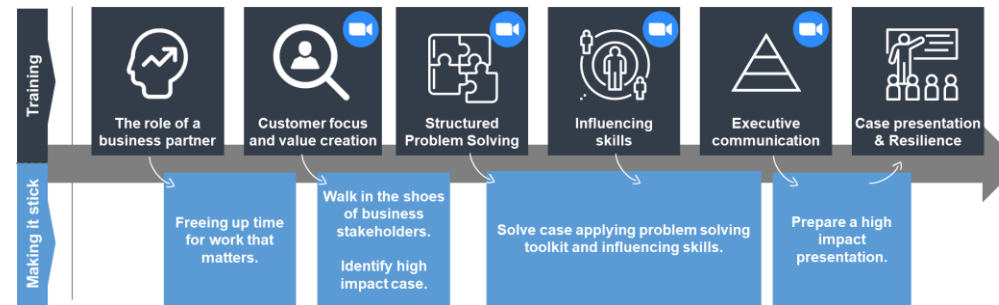 Training
The role of a
business partner
Customer focus
and value creation
Structured
Problem Solving
Influencing
skills
Executive
communication
Case presentation
& Resilience
Making it stick
Freeing up time
for work that
matters.
Walk in the shoes
of business
stakeholders.
Identify high
impact case.
Solve case applying problem solving
toolkit and influencing skills.
Prepare a high
impact
presentation.